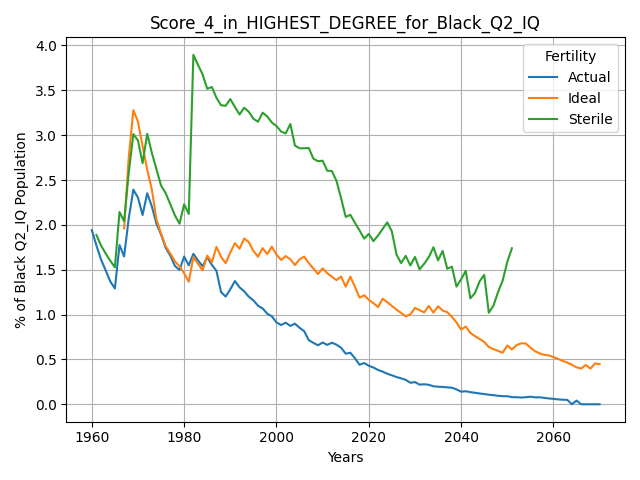 Score_4_in_HIGHEST_DEGREE_for_Black_Q2_IQ
% of Black Q2_IQ Population
4.0
3.5
3.0
2.5
2.0
1.5
1.0
0.5
0.0
Fertility
Actual
Ideal
Sterile
1960
1980
2000
2020
2040
2060
Years